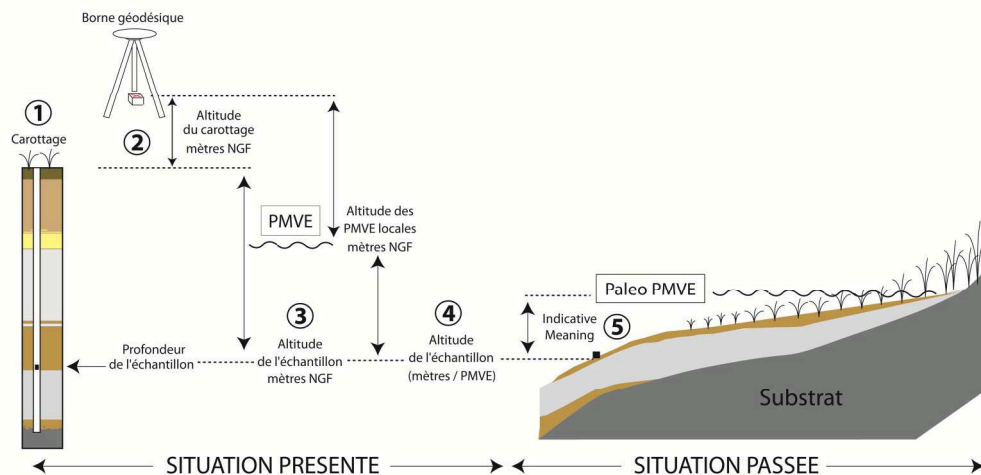 Borne géodésique
1
Carottage
2
Altitude
du carottage
mètres NGF
PMVE
Altitude des
PMVE locales
mètres NGF
Profondeur
de l'échantillon
3
Altitude
de l'échantillon
mètres NGF
4
Altitude
de l'échantillon
(mètres / PMVE)
Paleo PMVE
Indicative
Meaning
5
Substrat
SITUATION PRESENTE
SITUATION PASSEE